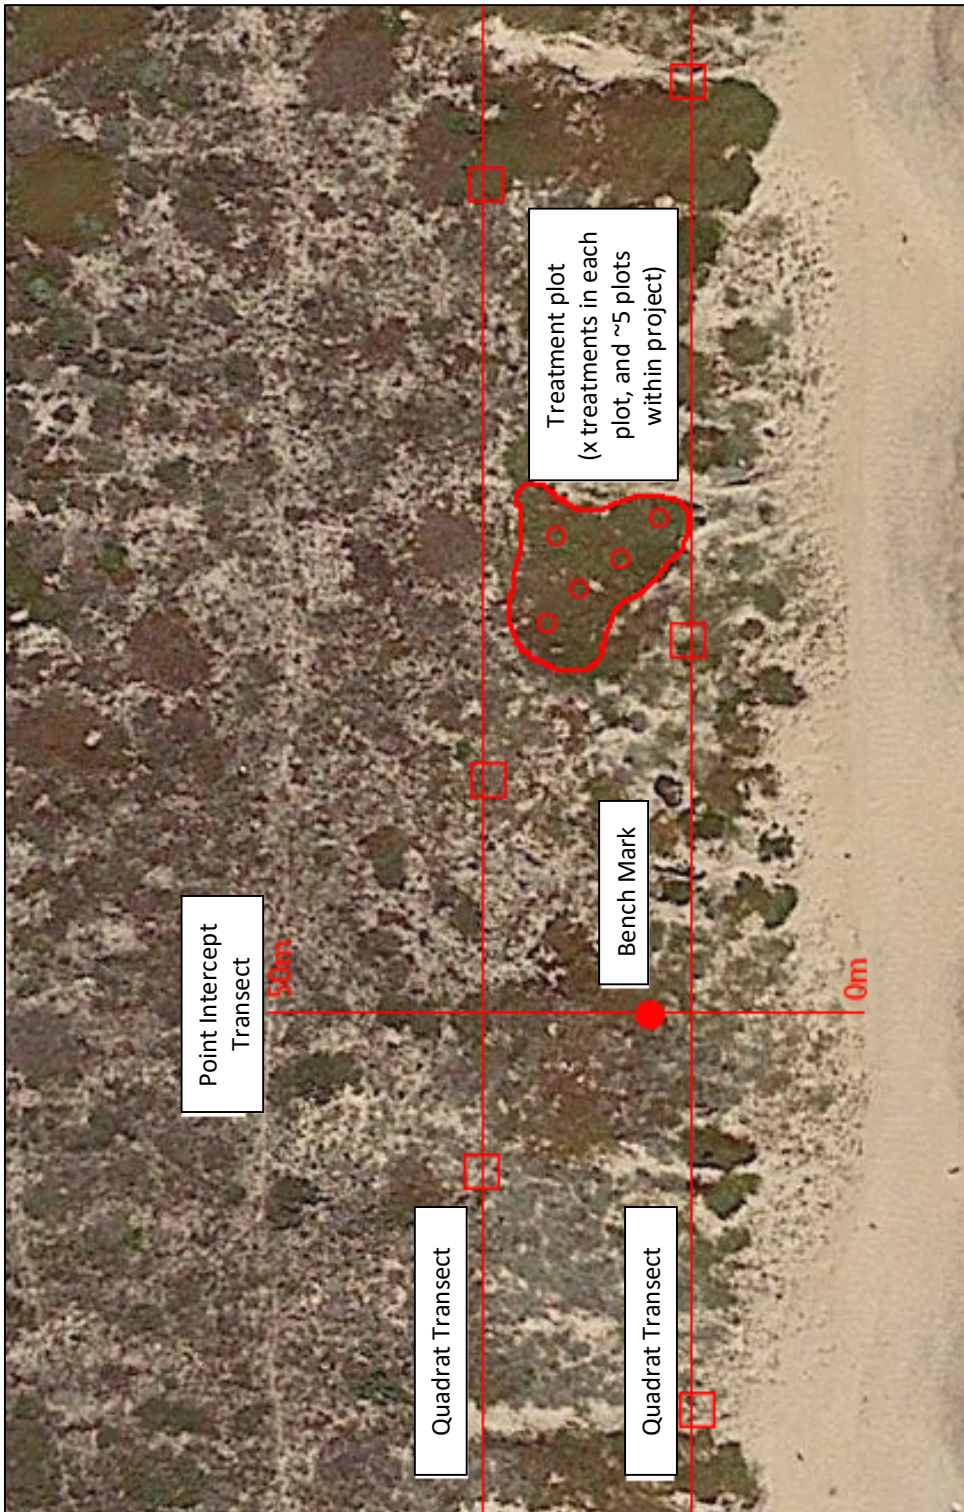 Point Intercept
Transect
50m
Treatment plot
(x treatments in each
plot, and ~5 plots
within project)
Bench Mark
0m
Quadrat Transect
Quadrat Transect